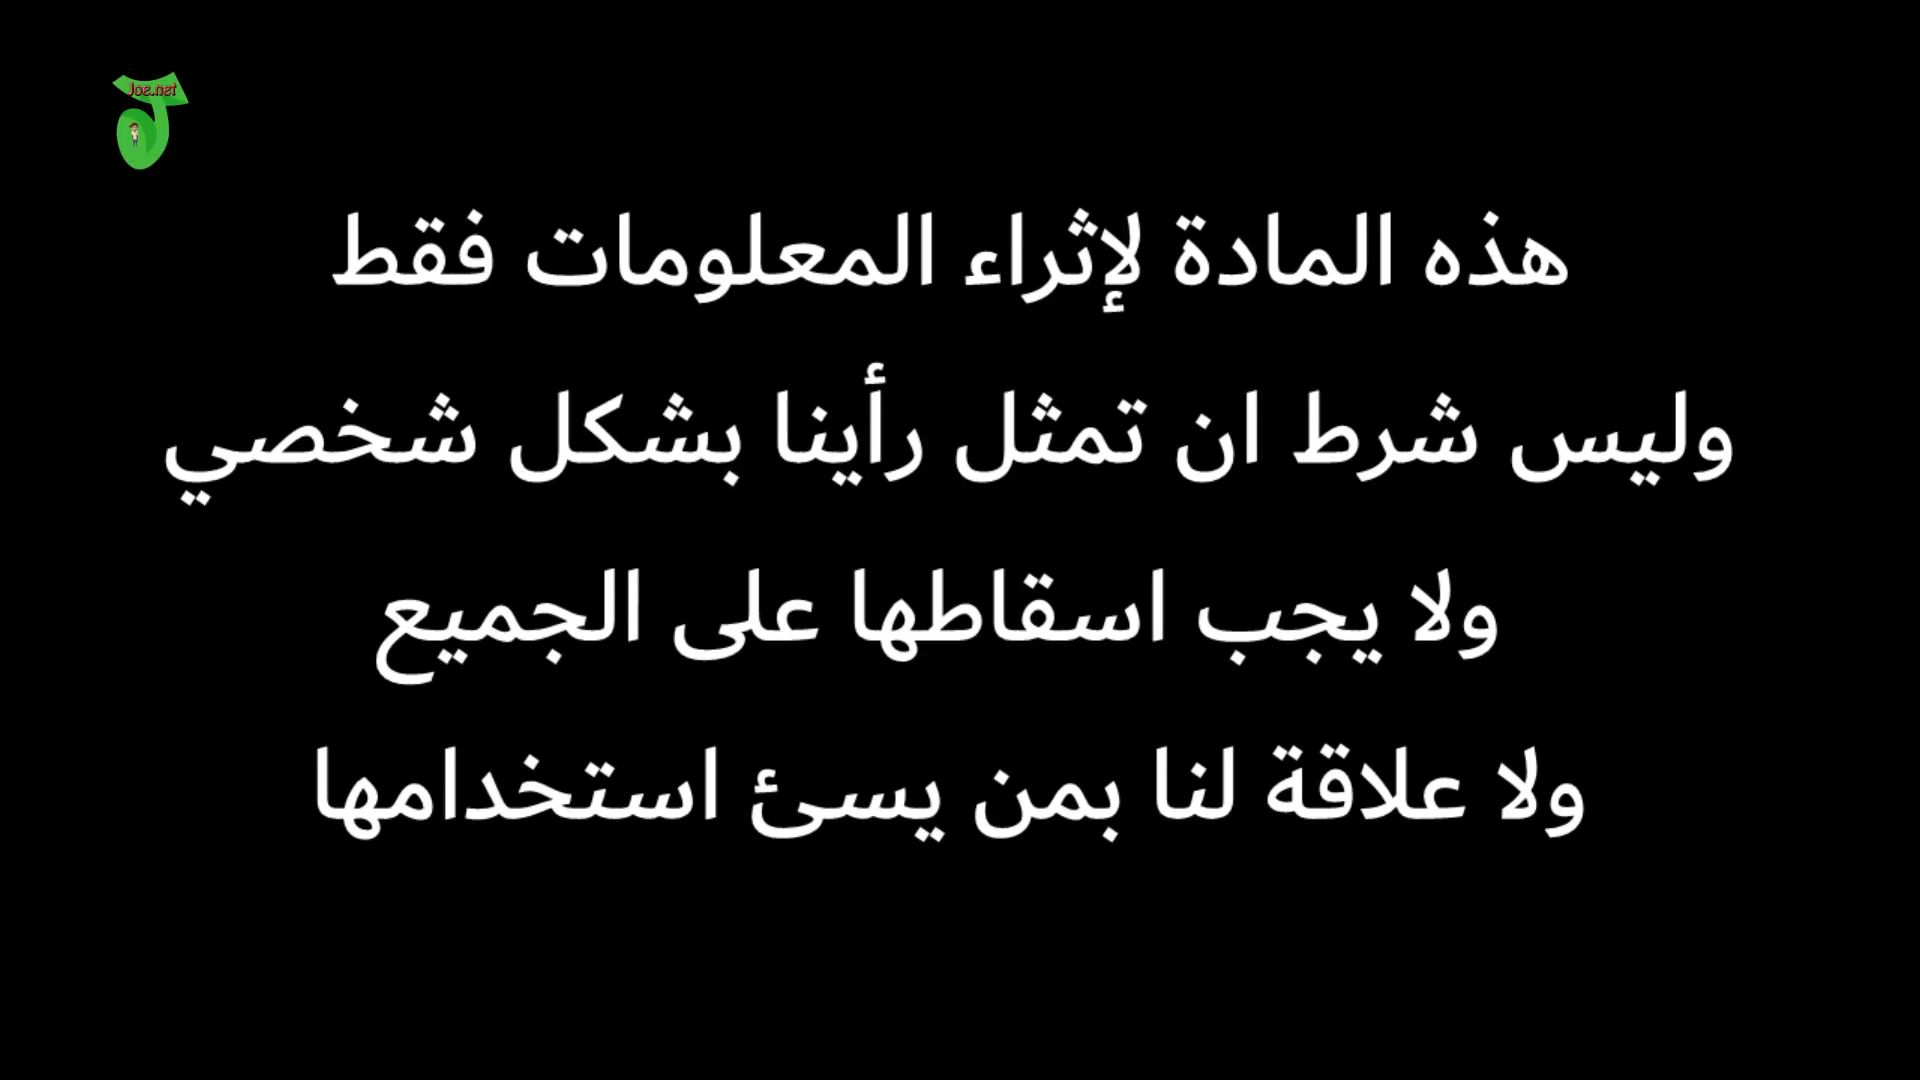 Joe.net
هذه المادة لإثراء المعلومات فقط
وليس شرط ان تمثل رأينا بشكل شخصي
ولا يجب اسقاطها على الجميع
ولا علاقة لنا بمن يسئ استخدامها